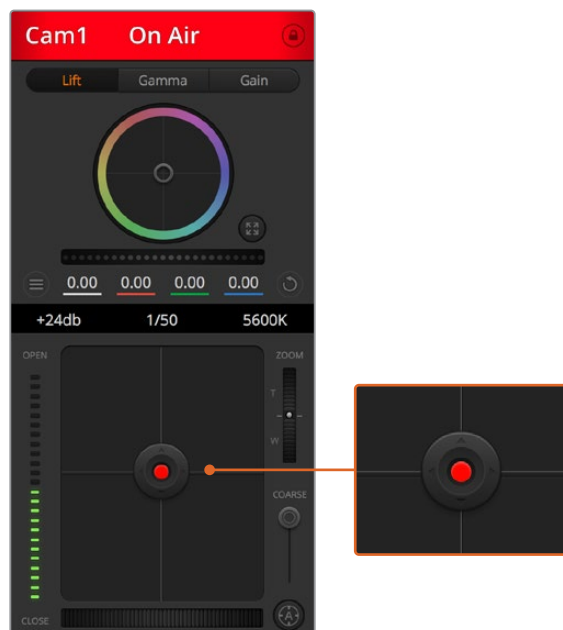 Cam1 On Air
Lift Gamma Gain
0.00 0.00 0.00 0.00
+24db 1/50 5600K
OPEN ZOOM
T
W
COARSE
CLOSE A